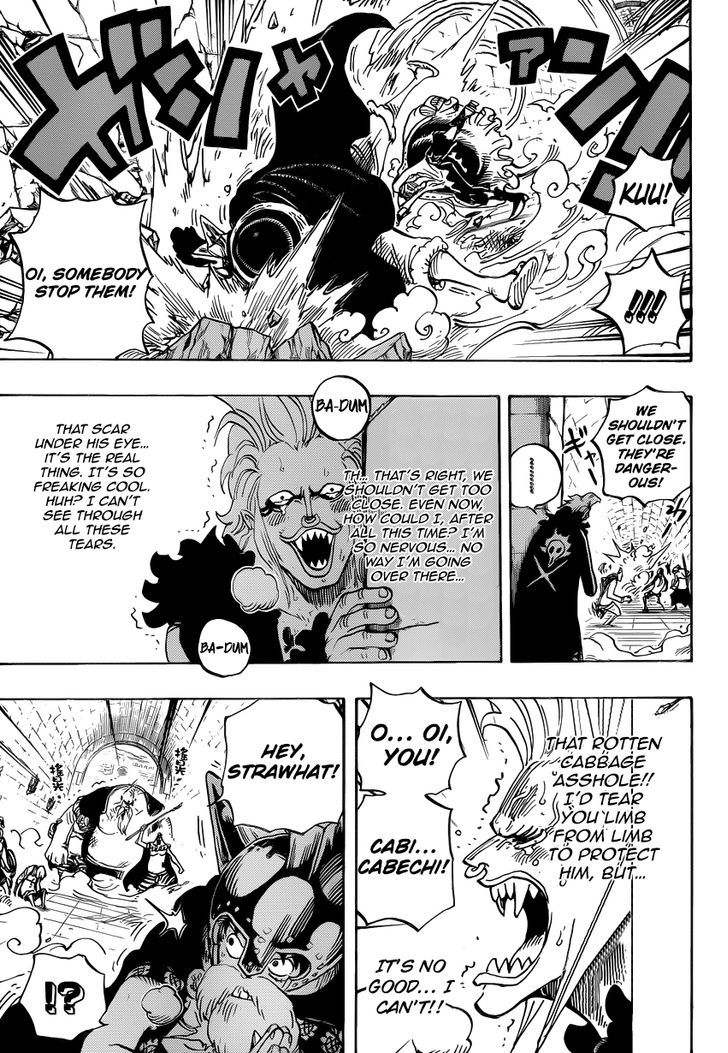 ガシャアアン!!
KUU!
!!!
OI, SOMEBODY
STOP THEM!
WE
SHOULDN'T
GET CLOSE.
THEY'RE
DANGER-
OUS!
BA-DUM
TH... THAT'S RIGHT, WE
SHOULDN'T GET TOO
CLOSE. EVEN NOW,
HOW COULD I, AFTER
ALL THIS TIME? I'M
SO NERVOUS... NO
WAY I'M GOING
OVER THERE...
THAT SCAR
UNDER HIS EYE...
IT'S THE REAL
THING. IT'S SO
FREAKING COOL.
HUH? I CAN'T
SEE THROUGH
ALL THESE
TEARS.
BA-DUM
THAT ROTTEN
CABBAGE
ASSHOLE!!
I'D TEAR
YOU LIMB
FROM LIMB
TO PROTECT
HIM, BUT...
O... OI,
YOU!
CABI...
CABECHI!
IT'S NO
GOOD... I
CAN'T!!
HEY,
STRAWHAT!
!?